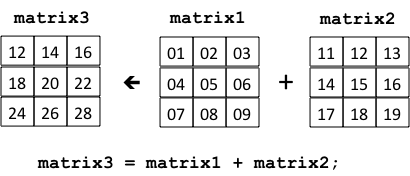 matrix3 matrix1 matrix2
12 14 16 01 02 03 11 12 13
18 20 22 ← 04 05 06 + 14 15 16
24 26 28 07 08 09 17 18 19
matrix3 = matrix1 + matrix2;